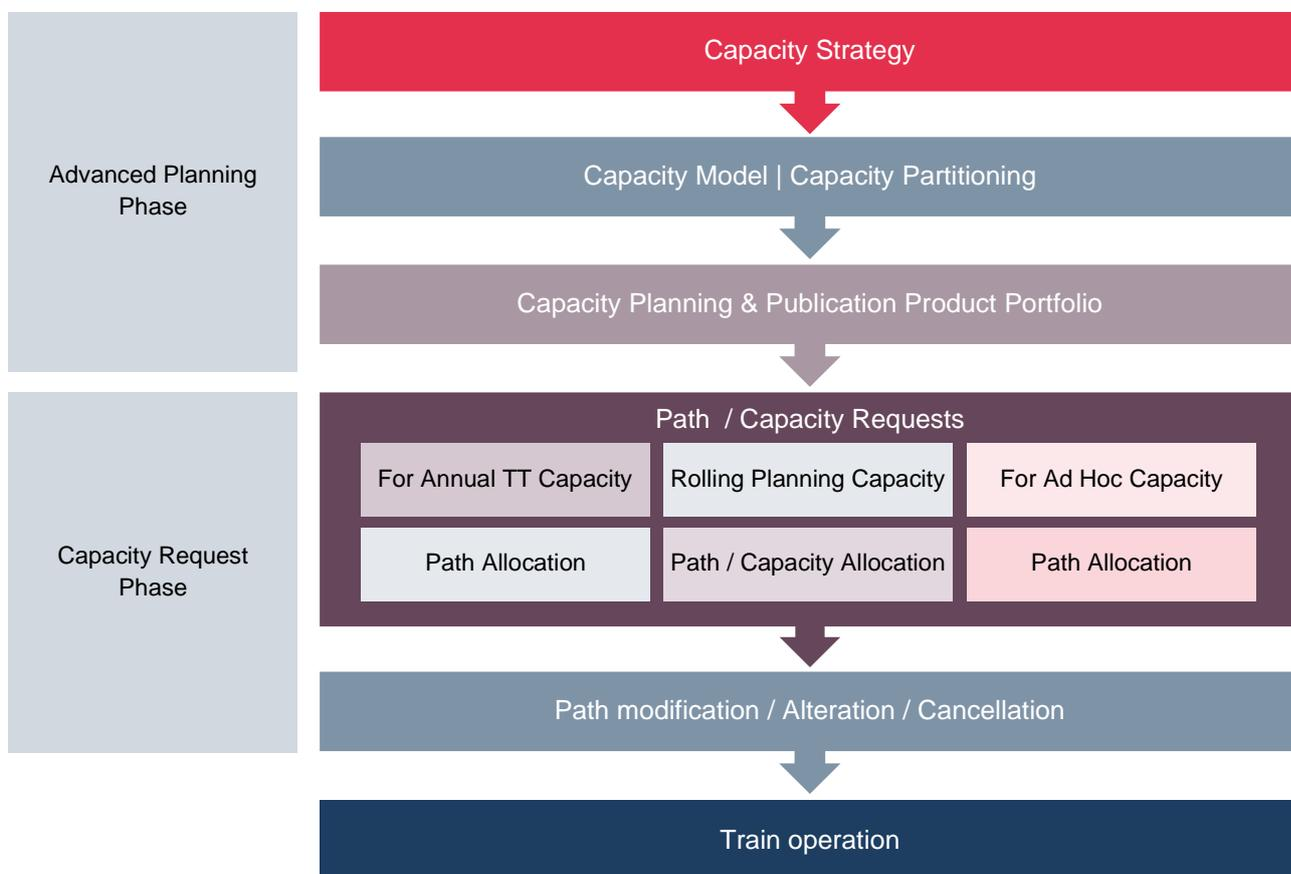 Capacity Strategy
Advanced Planning
Phase
Capacity Model | Capacity Partitioning
Capacity Planning & Publication Product Portfolio
Path / Capacity Requests
For Annual TT Capacity
Rolling Planning Capacity
For Ad Hoc Capacity
Capacity Request
Phase
Path Allocation
Path / Capacity Allocation
Path Allocation
Path modification / Alteration / Cancellation
Train operation